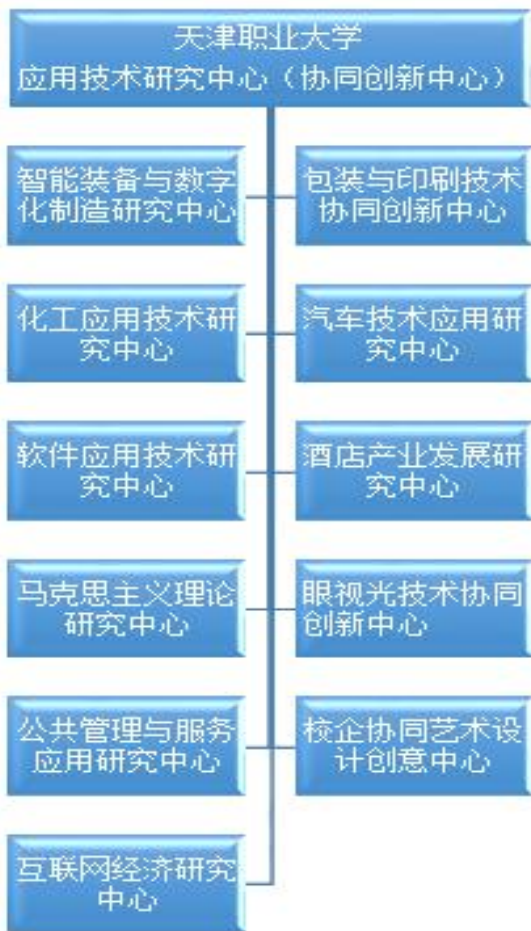 天津职业大学
应用技术研究中心（协同创新中心）
智能装备与数字
化制造研究中心
包装与印刷技术
协同创新中心
化工应用技术研
究中心
汽车技术应用研
究中心
软件应用技术研
究中心
酒店产业发展研
究中心
马克思主义理论
研究中心
眼视光技术协同
创新中心
公共管理与服务
应用研究中心
校企协同艺术设
计创意中心
互联网经济研究
中心